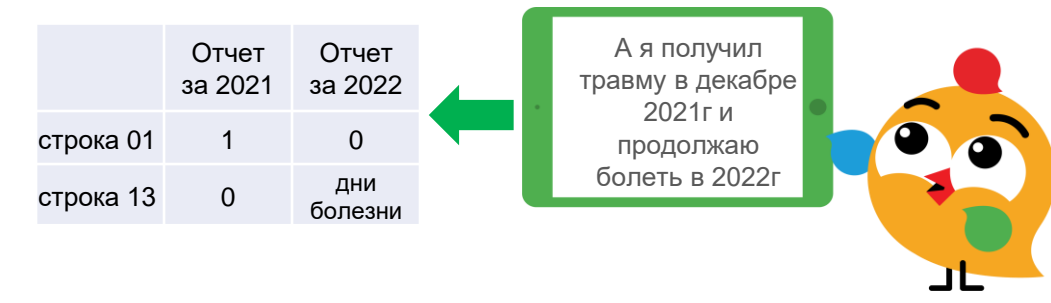 Отчет
за 2021
Отчет
за 2022
строка 01 1 0
строка 13 0 дни
болезни
А я получил
травму в декабре
2021г и
продолжаю
болеть в 2022г